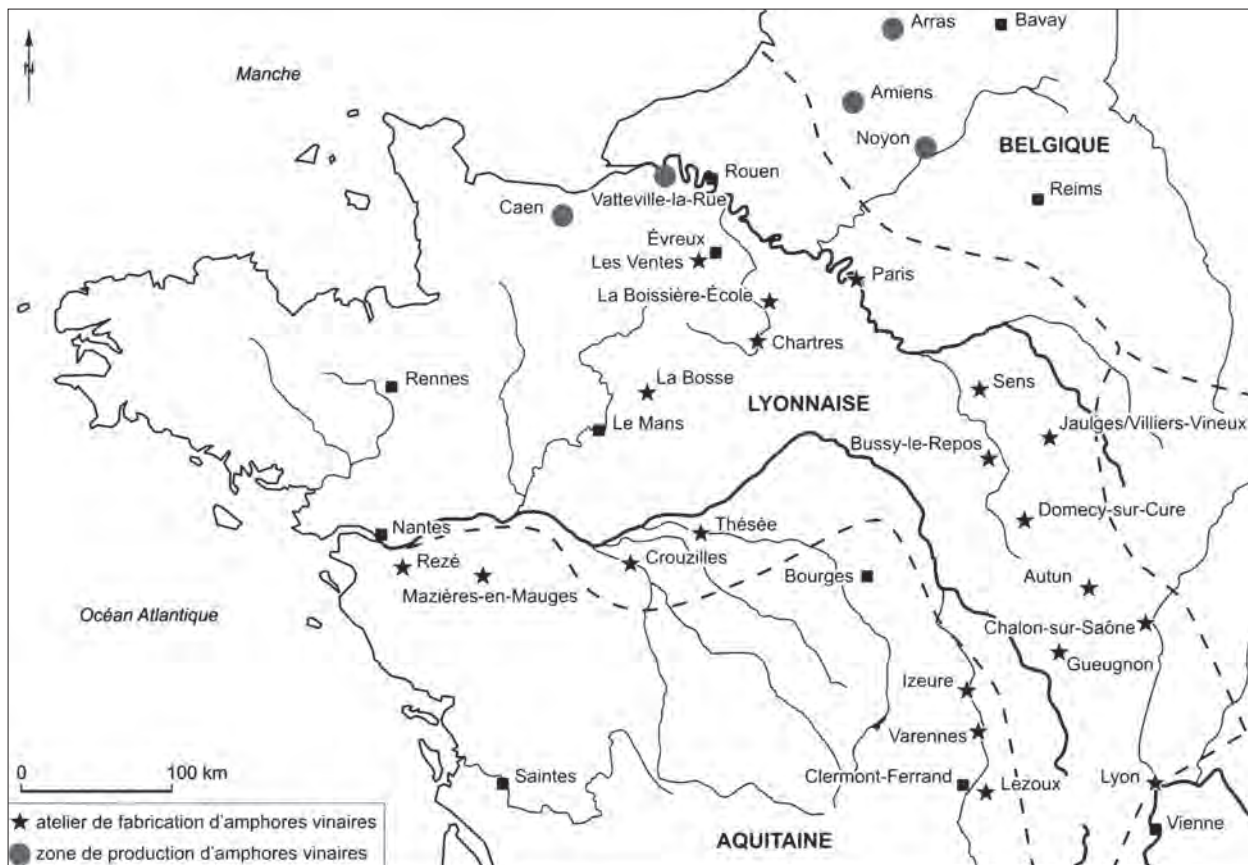 Arras
Bavay
N
Manche
Amiens
Noyon
BELGIQUE
Rouen
Reims
Vatteville-la-Rue
Caen
Évreux
Les Ventes
Paris
La Boissière-École
Chartres
Rennes
La Bosse
Sens
LYONNAISE
Le Mans
Jaulges/Villiers-Vineux
Bussy-le-Repos
Domecy-sur-Cure
Nantes
Thésée
Rezé
Crouzilles
Bourges
Autun
Mazières-en-Mauges
Océan Atlantique
Chalon-sur-Saône
Gueugnon
Izeure
Varennes
0 100 km
Saintes
Clermont-Ferrand
Lezoux
Lyon
atelier de fabrication d'amphores vinaires
Vienne
AQUITAINE
zone de production d'amphores vinaires